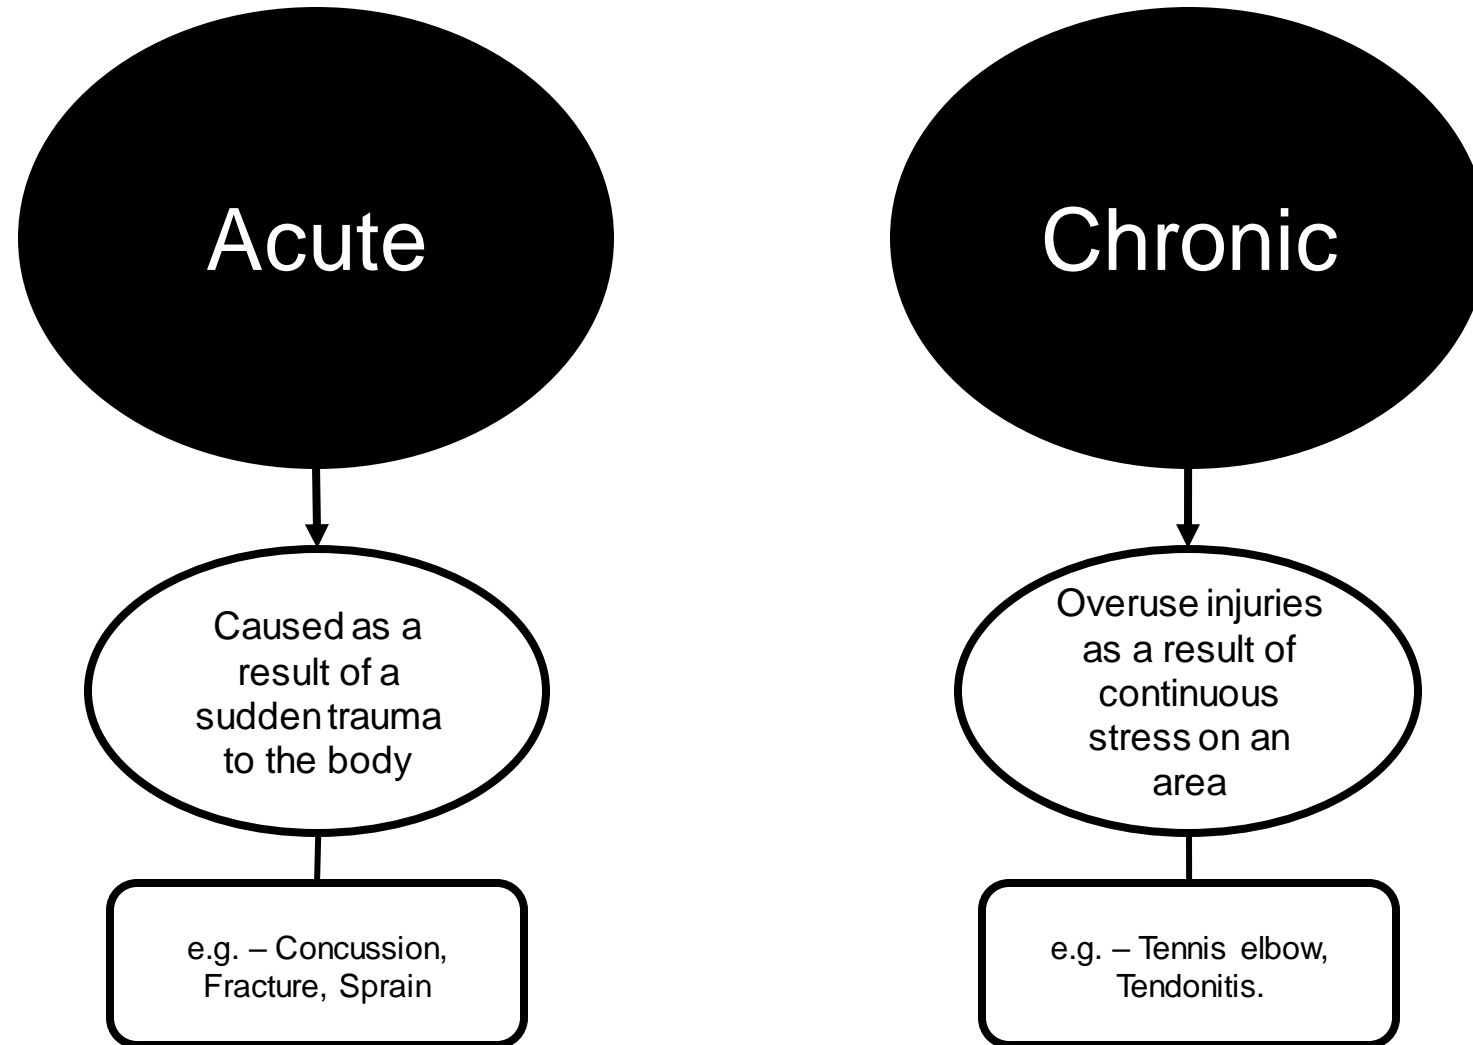 Acute
Caused as a
result of a
sudden trauma
to the body
e.g. – Concussion,
Fracture, Sprain
Chronic
Overuse injuries
as a result of
continuous
stress on an
area
e.g. – Tennis elbow,
Tendonitis.